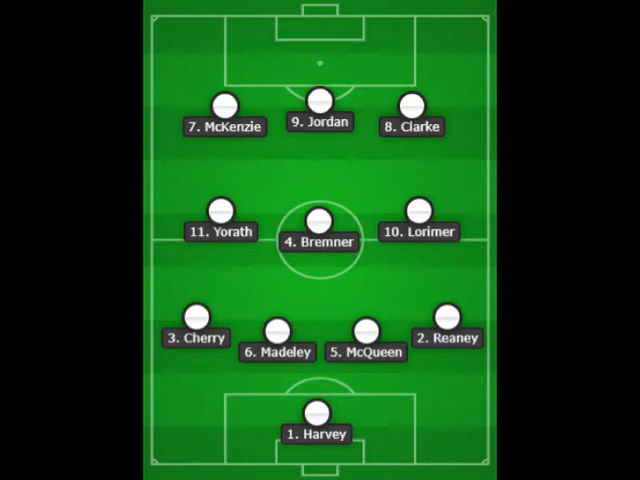 7. McKenzie
9. Jordan
8. Clarke
11. Yorath
4. Bremner
10. Lorimer
3. Cherry
6. Madeley
5. McQueen
2. Reaney
1. Harvey